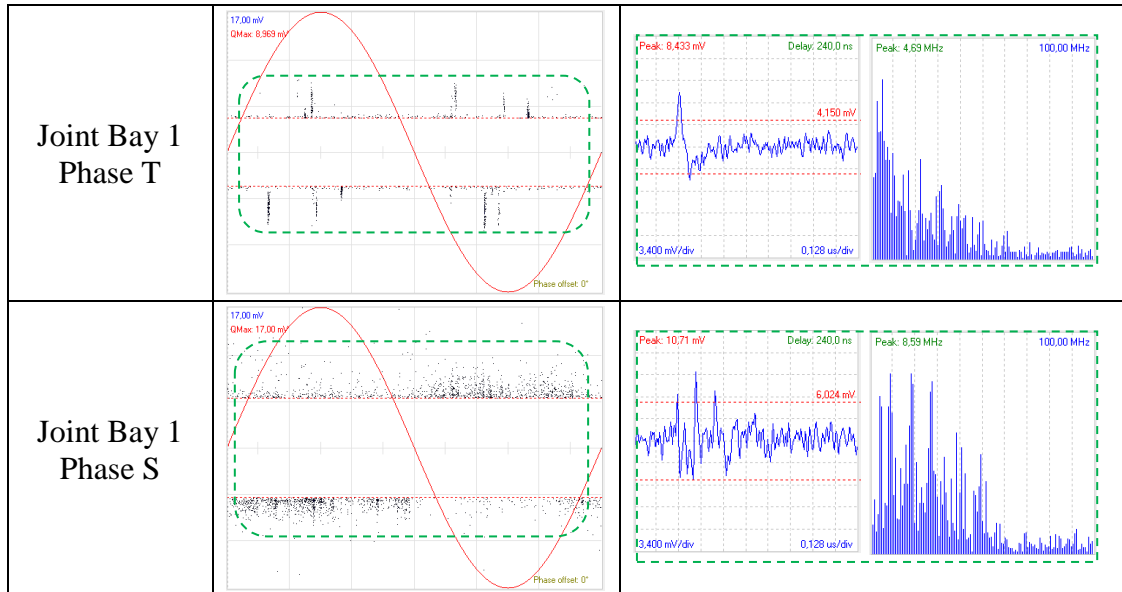 Joint Bay 1
Phase T
17,00 mV
QMax: 8,969 mV
Phase offset: 0°
Peak: 8,433 mV
Delay: 240,0 ns
4,150 mV
3,400 mV/div
0,128 us/div
Peak: 4,69 MHz
100,00 MHz
Joint Bay 1
Phase S
17,00 mV
QMax: 17,00 mV
Phase offset: 0°
Peak: 10,71 mV
Delay: 240,0 ns
6,024 mV
3,400 mV/div
0,128 us/div
Peak: 8,59 MHz
100,00 MHz